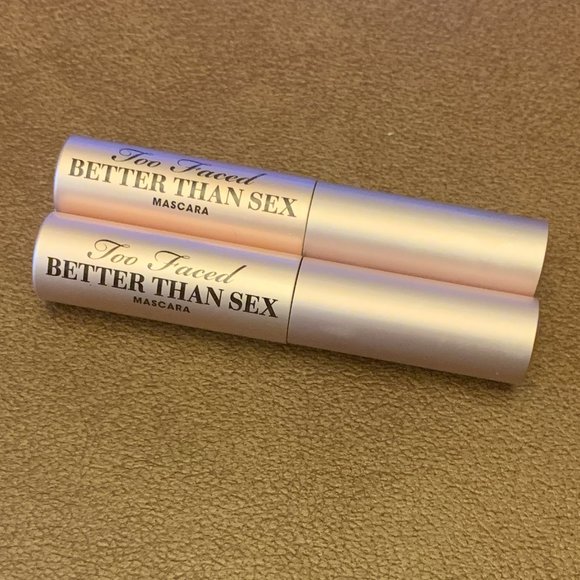 Too Faced
BETTER THAN SEX
MASCARA
Too Faced
BETTER THAN SEX
MASCARA